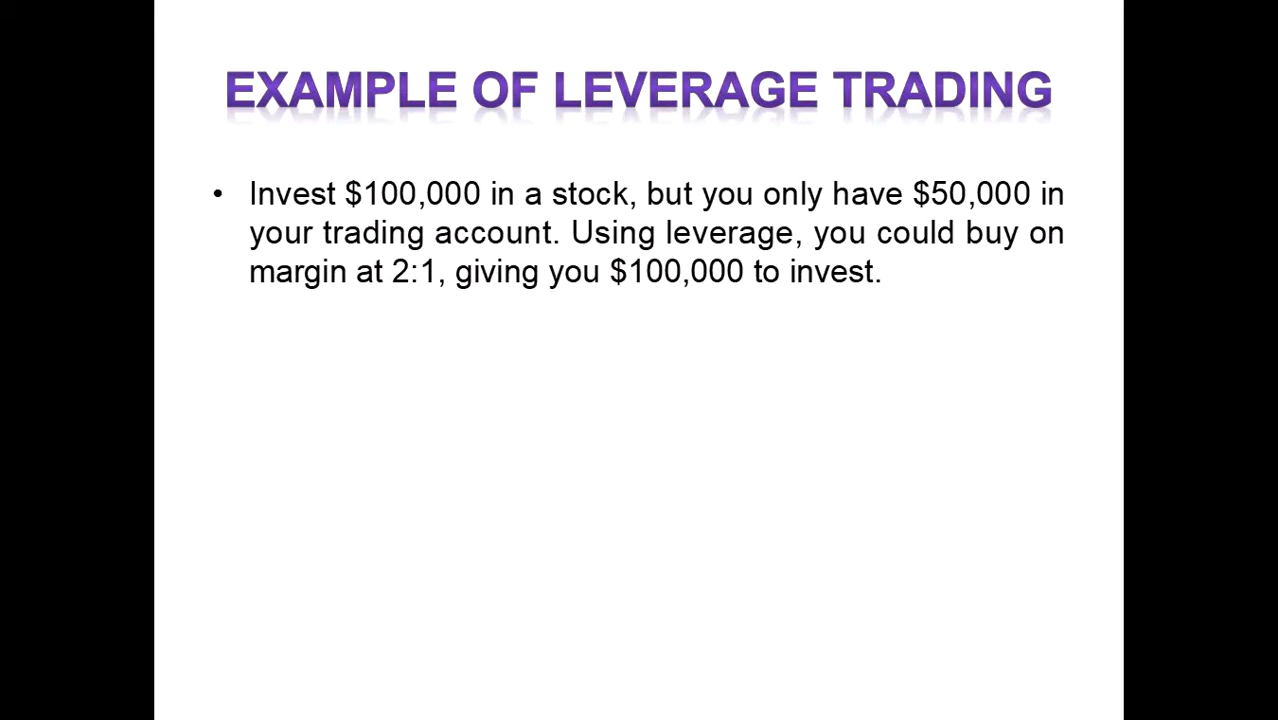 EXAMPLE OF LEVERAGE TRADING
• Invest $100,000 in a stock, but you only have $50,000 in
your trading account. Using leverage, you could buy on
margin at 2:1, giving you $100,000 to invest.